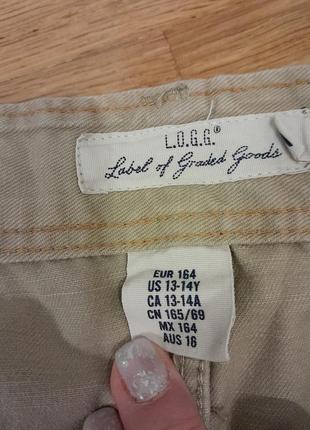 L.O.G.G.®
Label of Graded Goods
EUR 164
US 13-14Y
CA 13-14A
CN 165/69
MX 164
AUS 16